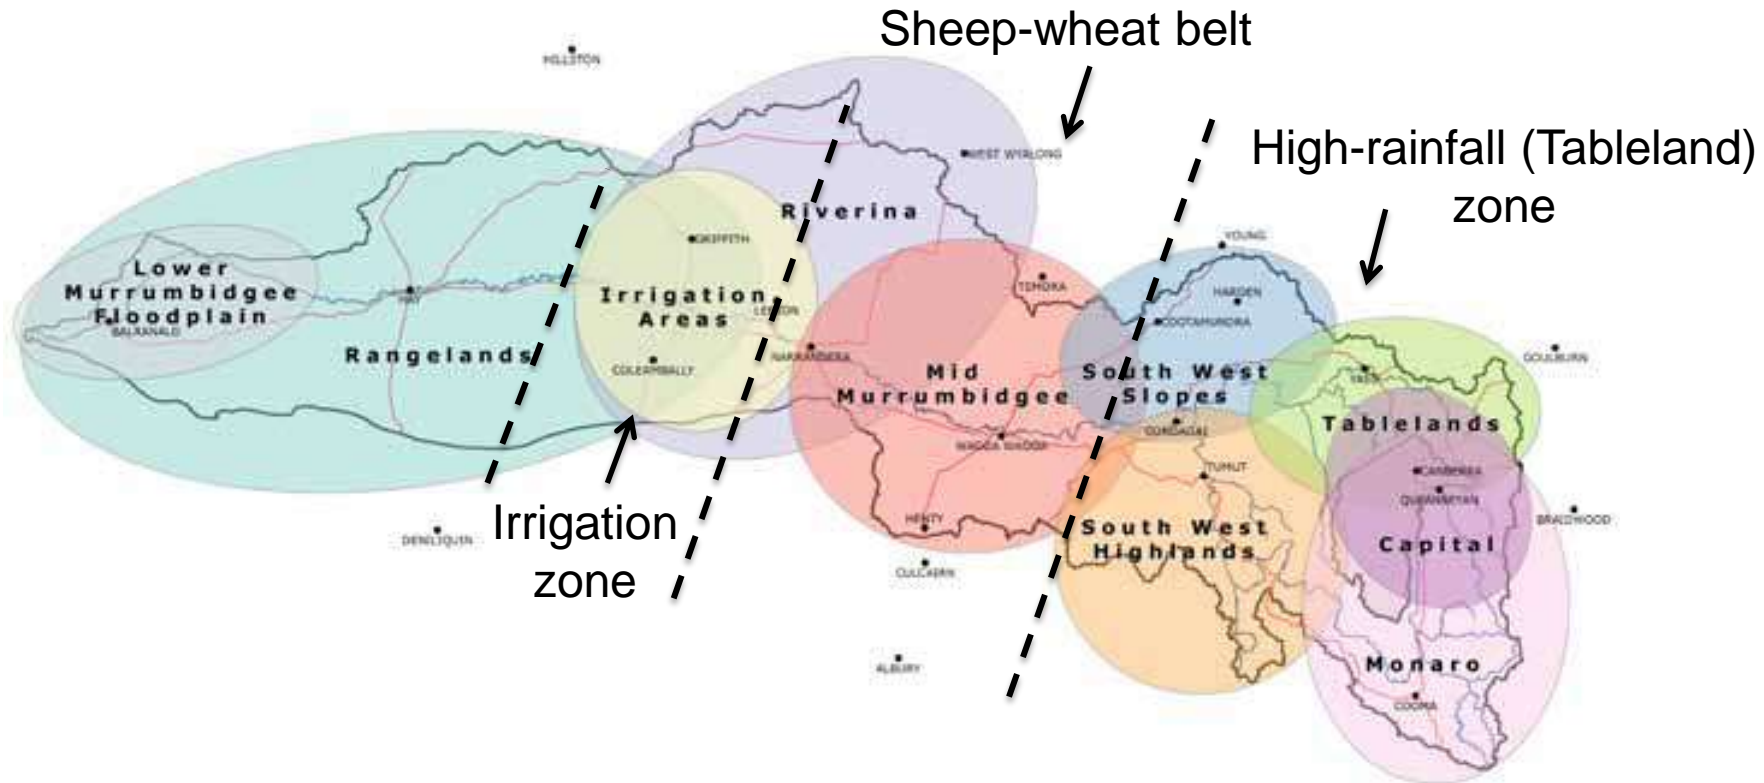 Sheep-wheat belt
High-rainfall (Tableland)
zone
HILLSTON
WEST WYALONG
Riverina
GRIFFITH
YOUNG
Lower
Murrumbidgee
Floodplain
BALRANALD
HAY
Irrigation
Areas
LEETON
TEMORA
HARDEN
COOTAMUNDRA
Rangelands
COLEAMBALLY
NARRANDERA
Mid
Murrumbidgee
South West
Slopes
YASS
GOULBURN
Tablelands
GUNDAGAI
WAGGA WAGGA
TUMUT
CANBERRA
QUEANBEYAN
BRAIDWOOD
Irrigation
zone
DENILIQUIN
HENTY
South West
Highlands
Capital
CULCAIRN
ALBURY
Monaro
COOMA